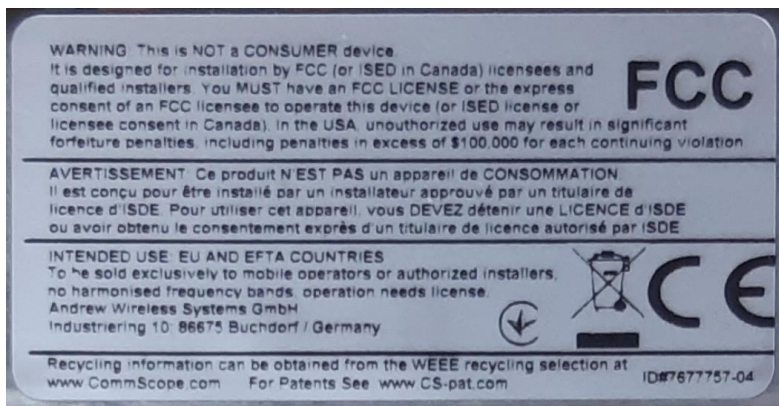 WARNING: This is NOT a CONSUMER device.
It is designed for installation by FCC (or ISED in Canada) licensees and
qualified installers. You MUST have an FCC LICENSE or the express
consent of an FCC licensee to operate this device (or ISED license or
licensee consent in Canada). In the USA, unouthorized use may result in significant
forfeiture penalties, including penalties in excess of $100,000 for each continuing violation
FCC
AVERTISSEMENT: Ce produit N'EST PAS un appareil de CONSOMMATION.
Il est conçu pour être installé par un installateur approuvé par un titulaire de
licence d'ISDE. Pour utiliser cet appareil, vous DEVEZ détenir une LICENCE d'ISDE
ou avoir obtenu le consentement exprès d'un titulaire de licence autorisé par ISDE
INTENDED USE: EU AND EFTA COUNTRIES
To be sold exclusively to mobile operators or authorized installers,
no harmonised frequency bands, operation needs license.
Andrew Wireless Systems GmbH
Industriering 10, 86675 Buchdorf / Germany
CE
Recycling information can be obtained from the WEEE recycling selection at
www.CommScope.com For Patents See www.CS-pat.com
ID#7677757-04